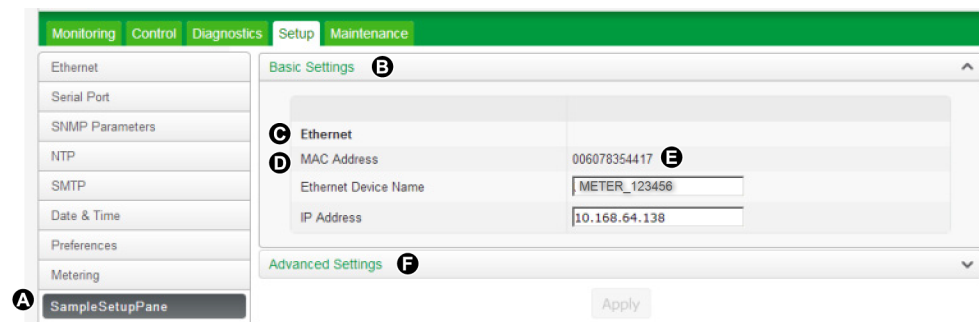 Monitoring Control Diagnostics Setup Maintenance
Ethernet
Serial Port
SNMP Parameters
NTP
SMTP
Date & Time
Preferences
Metering
A SampleSetupPane
Basic Settings B
C Ethernet
D MAC Address 006078354417 E
Ethernet Device Name METER_123456
IP Address 10.168.64.138
Advanced Settings F
Apply